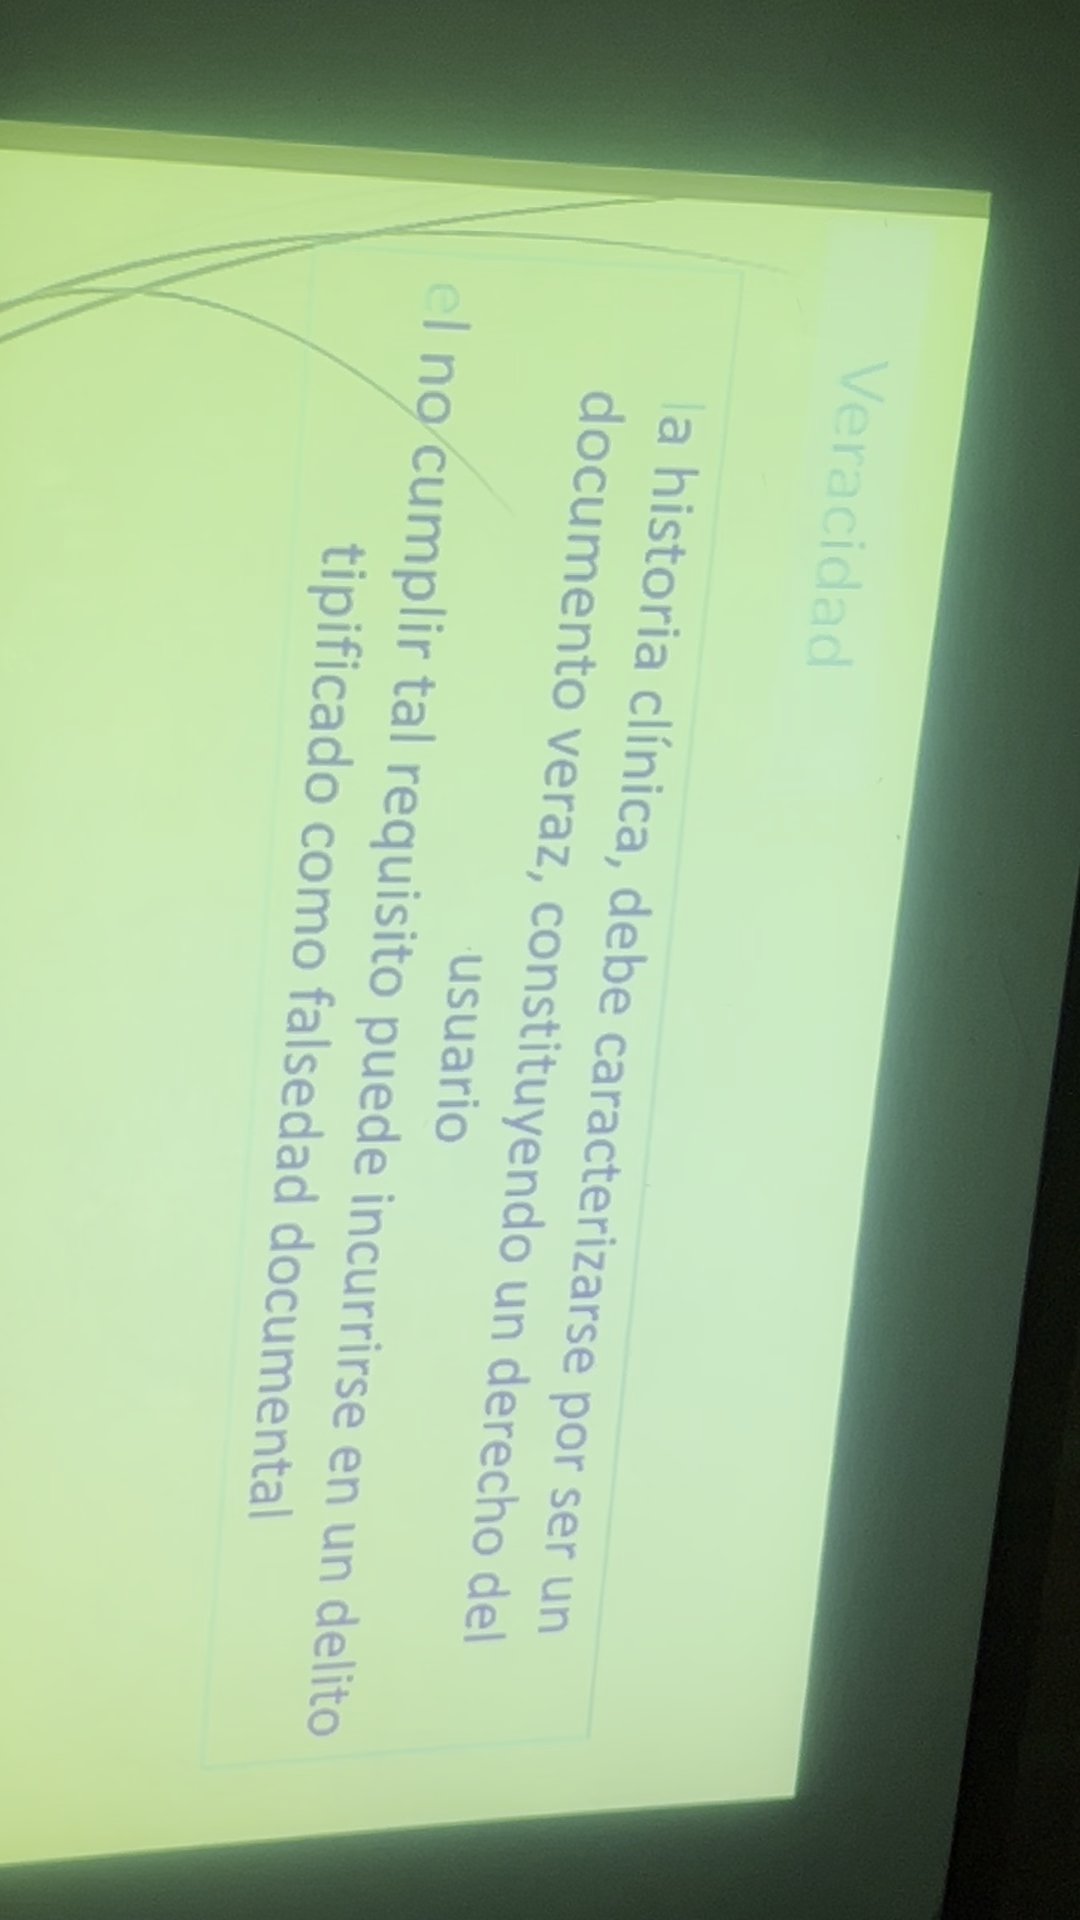 Veracidad
la historia clínica, debe caracterizarse por ser un
documento veraz, constituyendo un derecho del
usuario
el no cumplir tal requisito puede incurrirse en un delito
tipificado como falsedad documental